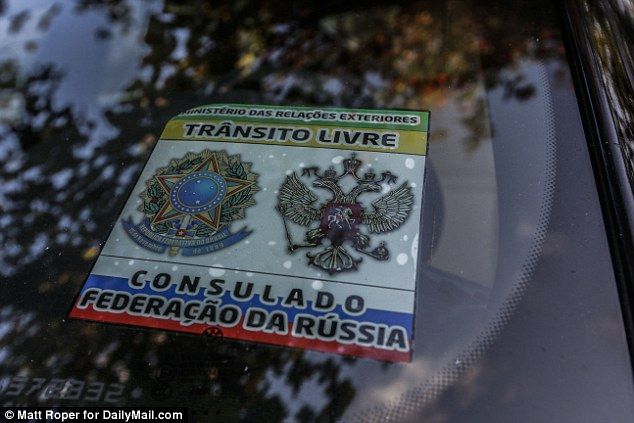 MINISTÉRIO DAS RELAÇÕES EXTERIORES
TRÂNSITO LIVRE
CONSULADO
FEDERAÇÃO DA RÚSSIA
© Matt Roper for DailyMail.com